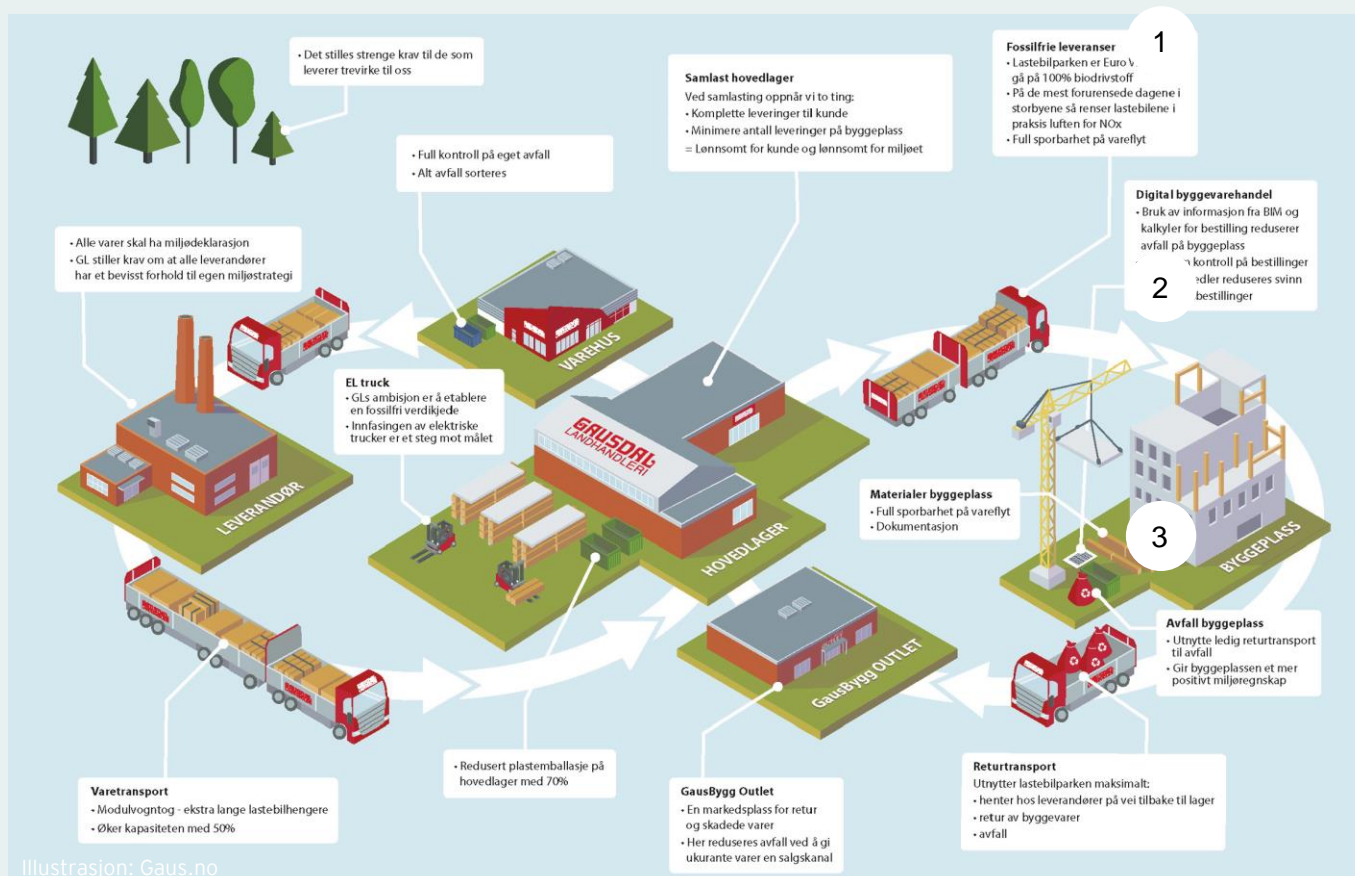 • Det stilles strenge krav til de som
leverer trevirke til oss
• Full kontroll på eget avfall
• Alt avfall sorteres
Samlast hovedlager
Ved samlasting oppnår vi to ting:
• Komplette leveringer til kunde
• Minimere antall leveringer på byggeplass
= Lønnsomt for kunde og lønnsomt for miljøet
1
Fossilfrie leveranser
• Lastebilparken er Euro
gå på 100% biodrivstoff
• På de mest forurensede dagene i
storbyene så renser lastebilene i
praksis luften for NOx
• Full sporbarhet på vareflyt
Digital byggevarehandel
• Bruk av informasjon fra BIM og
kalkyler for bestilling reduserer
avfall på byggeplass
kontroll på bestillinger
2
reduseres svinn
bestillinger
• Alle varer skal ha miljødeklarasjon
• GL stiller krav om at alle leverandører
har et bevisst forhold til egen miljøstrategi
VAREHUS
EL truck
• GLs ambisjon er å etablere
en fossilfri verdikjede
• Innfasingen av elektriske
trucker er et steg mot målet
GAUSDAL
LANDHANDLERI
LEVERANDØR
HOVEDLAGER
Materialer byggeplass
• Full sporbarhet på vareflyt
• Dokumentasjon
3
BYGGEPLASS
Avfall byggeplass
• Utnytte ledig returtransport
til avfall
• Gir byggeplassen et mer
positivt miljøregnskap
GausBygg OUTLET
Varetransport
• Modulvogntog - ekstra lange lastebilhengere
• Øker kapasiteten med 50%
• Redusert plastemballasje på
hovedlager med 70%
GausBygg Outlet
• En markedsplass for retur
og skadede varer
• Her reduseres avfall ved å gi
ukurante varer en salgskanal
Returtransport
Utnytter lastebilparken maksimalt:
• henter hos leverandører på vei tilbake til lager
• retur av byggevarer
• avfall
Illustrasjon: Gaus.no